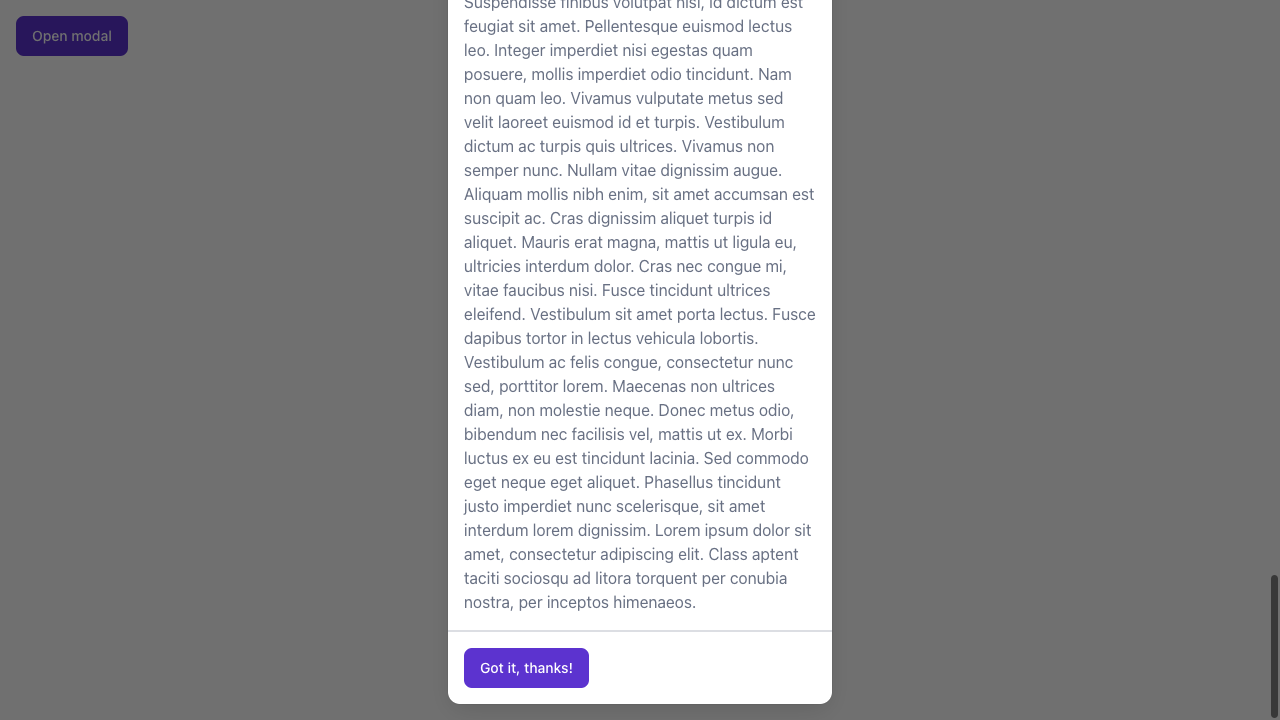 Open modal
Suspendisse finibus volutpat nisl, id dictum est
feugiat sit amet. Pellentesque euismod lectus
leo. Integer imperdiet nisi egestas quam
posuere, mollis imperdiet odio tincidunt. Nam
non quam leo. Vivamus vulputate metus sed
velit laoreet euismod id et turpis. Vestibulum
dictum ac turpis quis ultrices. Vivamus non
semper nunc. Nullam vitae dignissim augue.
Aliquam mollis nibh enim, sit amet accumsan est
suscipit ac. Cras dignissim aliquet turpis id
aliquet. Mauris erat magna, mattis ut ligula eu,
ultricies interdum dolor. Cras nec congue mi,
vitae faucibus nisi. Fusce tincidunt ultrices
eleifend. Vestibulum sit amet porta lectus. Fusce
dapibus tortor in lectus vehicula lobortis.
Vestibulum ac felis congue, consectetur nunc
sed, porttitor lorem. Maecenas non ultrices
diam, non molestie neque. Donec metus odio,
bibendum nec facilisis vel, mattis ut ex. Morbi
luctus ex eu est tincidunt lacinia. Sed commodo
eget neque eget aliquet. Phasellus tincidunt
justo imperdiet nunc scelerisque, sit amet
interdum lorem dignissim. Lorem ipsum dolor sit
amet, consectetur adipiscing elit. Class aptent
taciti sociosqu ad litora torquent per conubia
nostra, per inceptos himenaeos.
Got it, thanks!